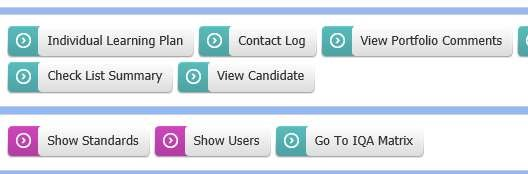 Individual Learning Plan Contact Log View Portfolio Comments
Check List Summary View Candidate
Show Standards Show Users Go To IQA Matrix